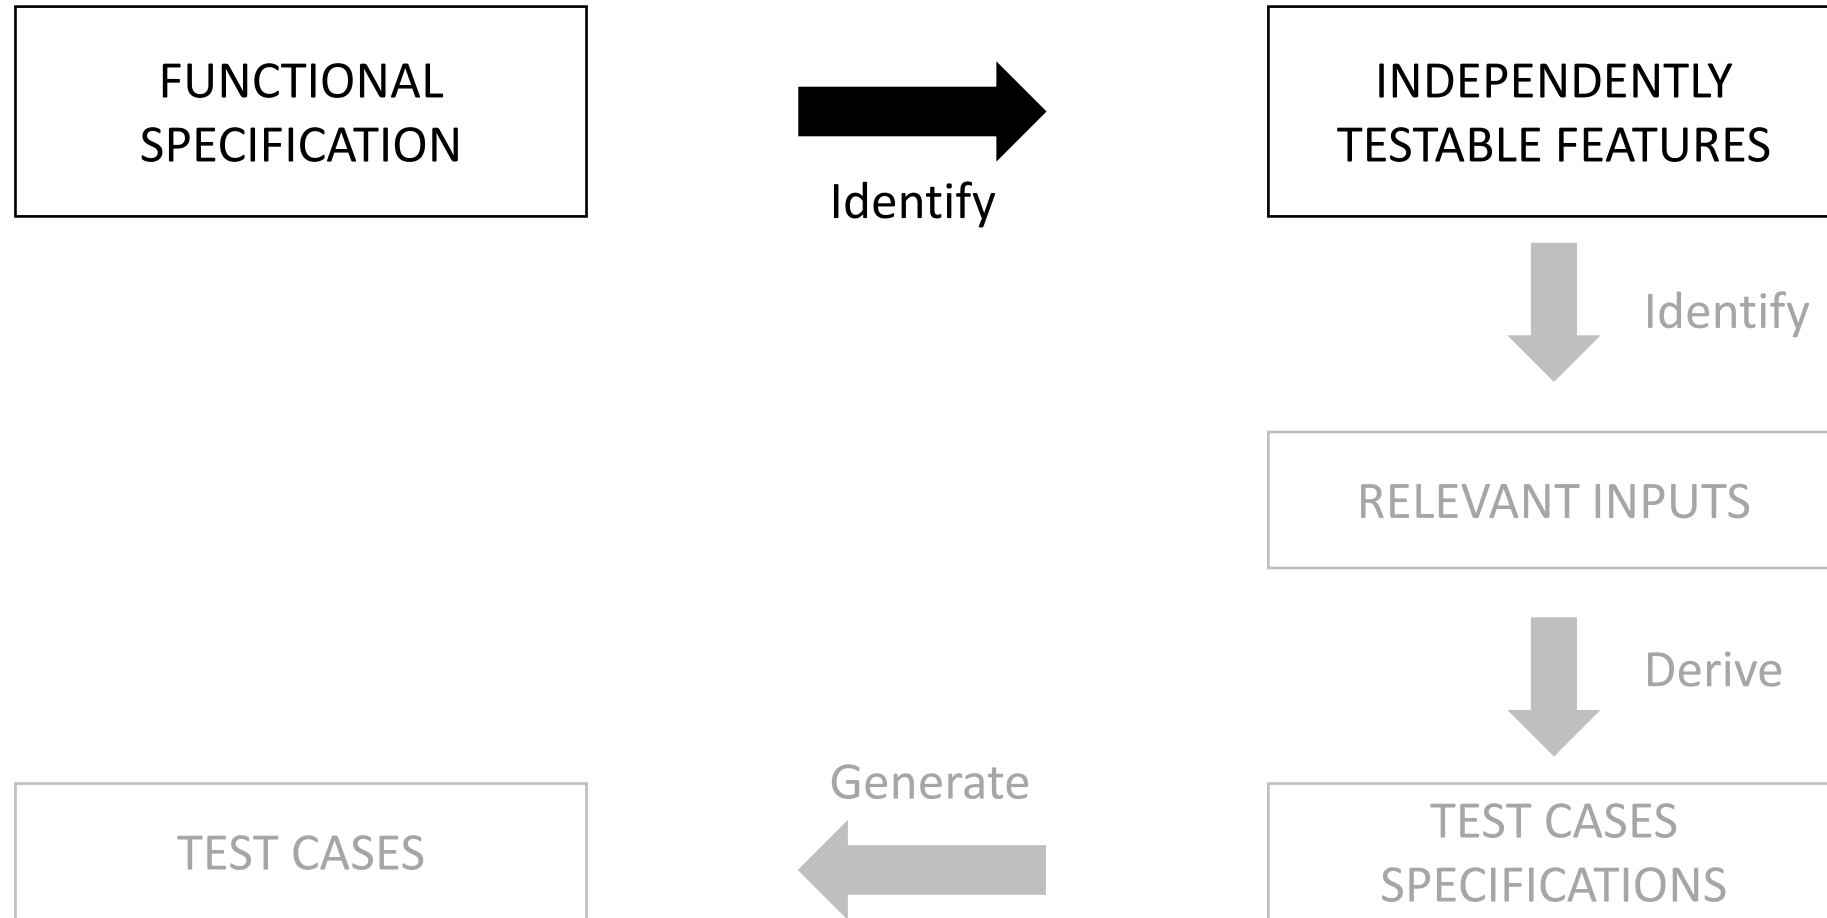 FUNCTIONAL
SPECIFICATION
Identify
INDEPENDENTLY
TESTABLE FEATURES
Identify
RELEVANT INPUTS
Derive
TEST CASES
SPECIFICATIONS
Generate
TEST CASES